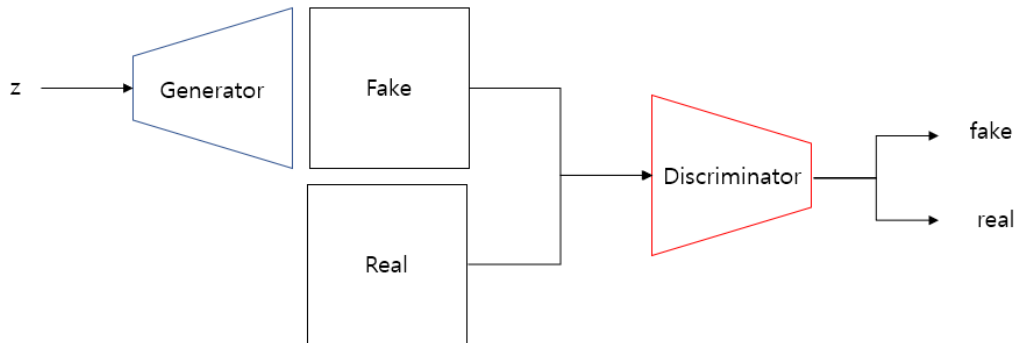 z
Generator
Fake
Real
Discriminator
fake
real